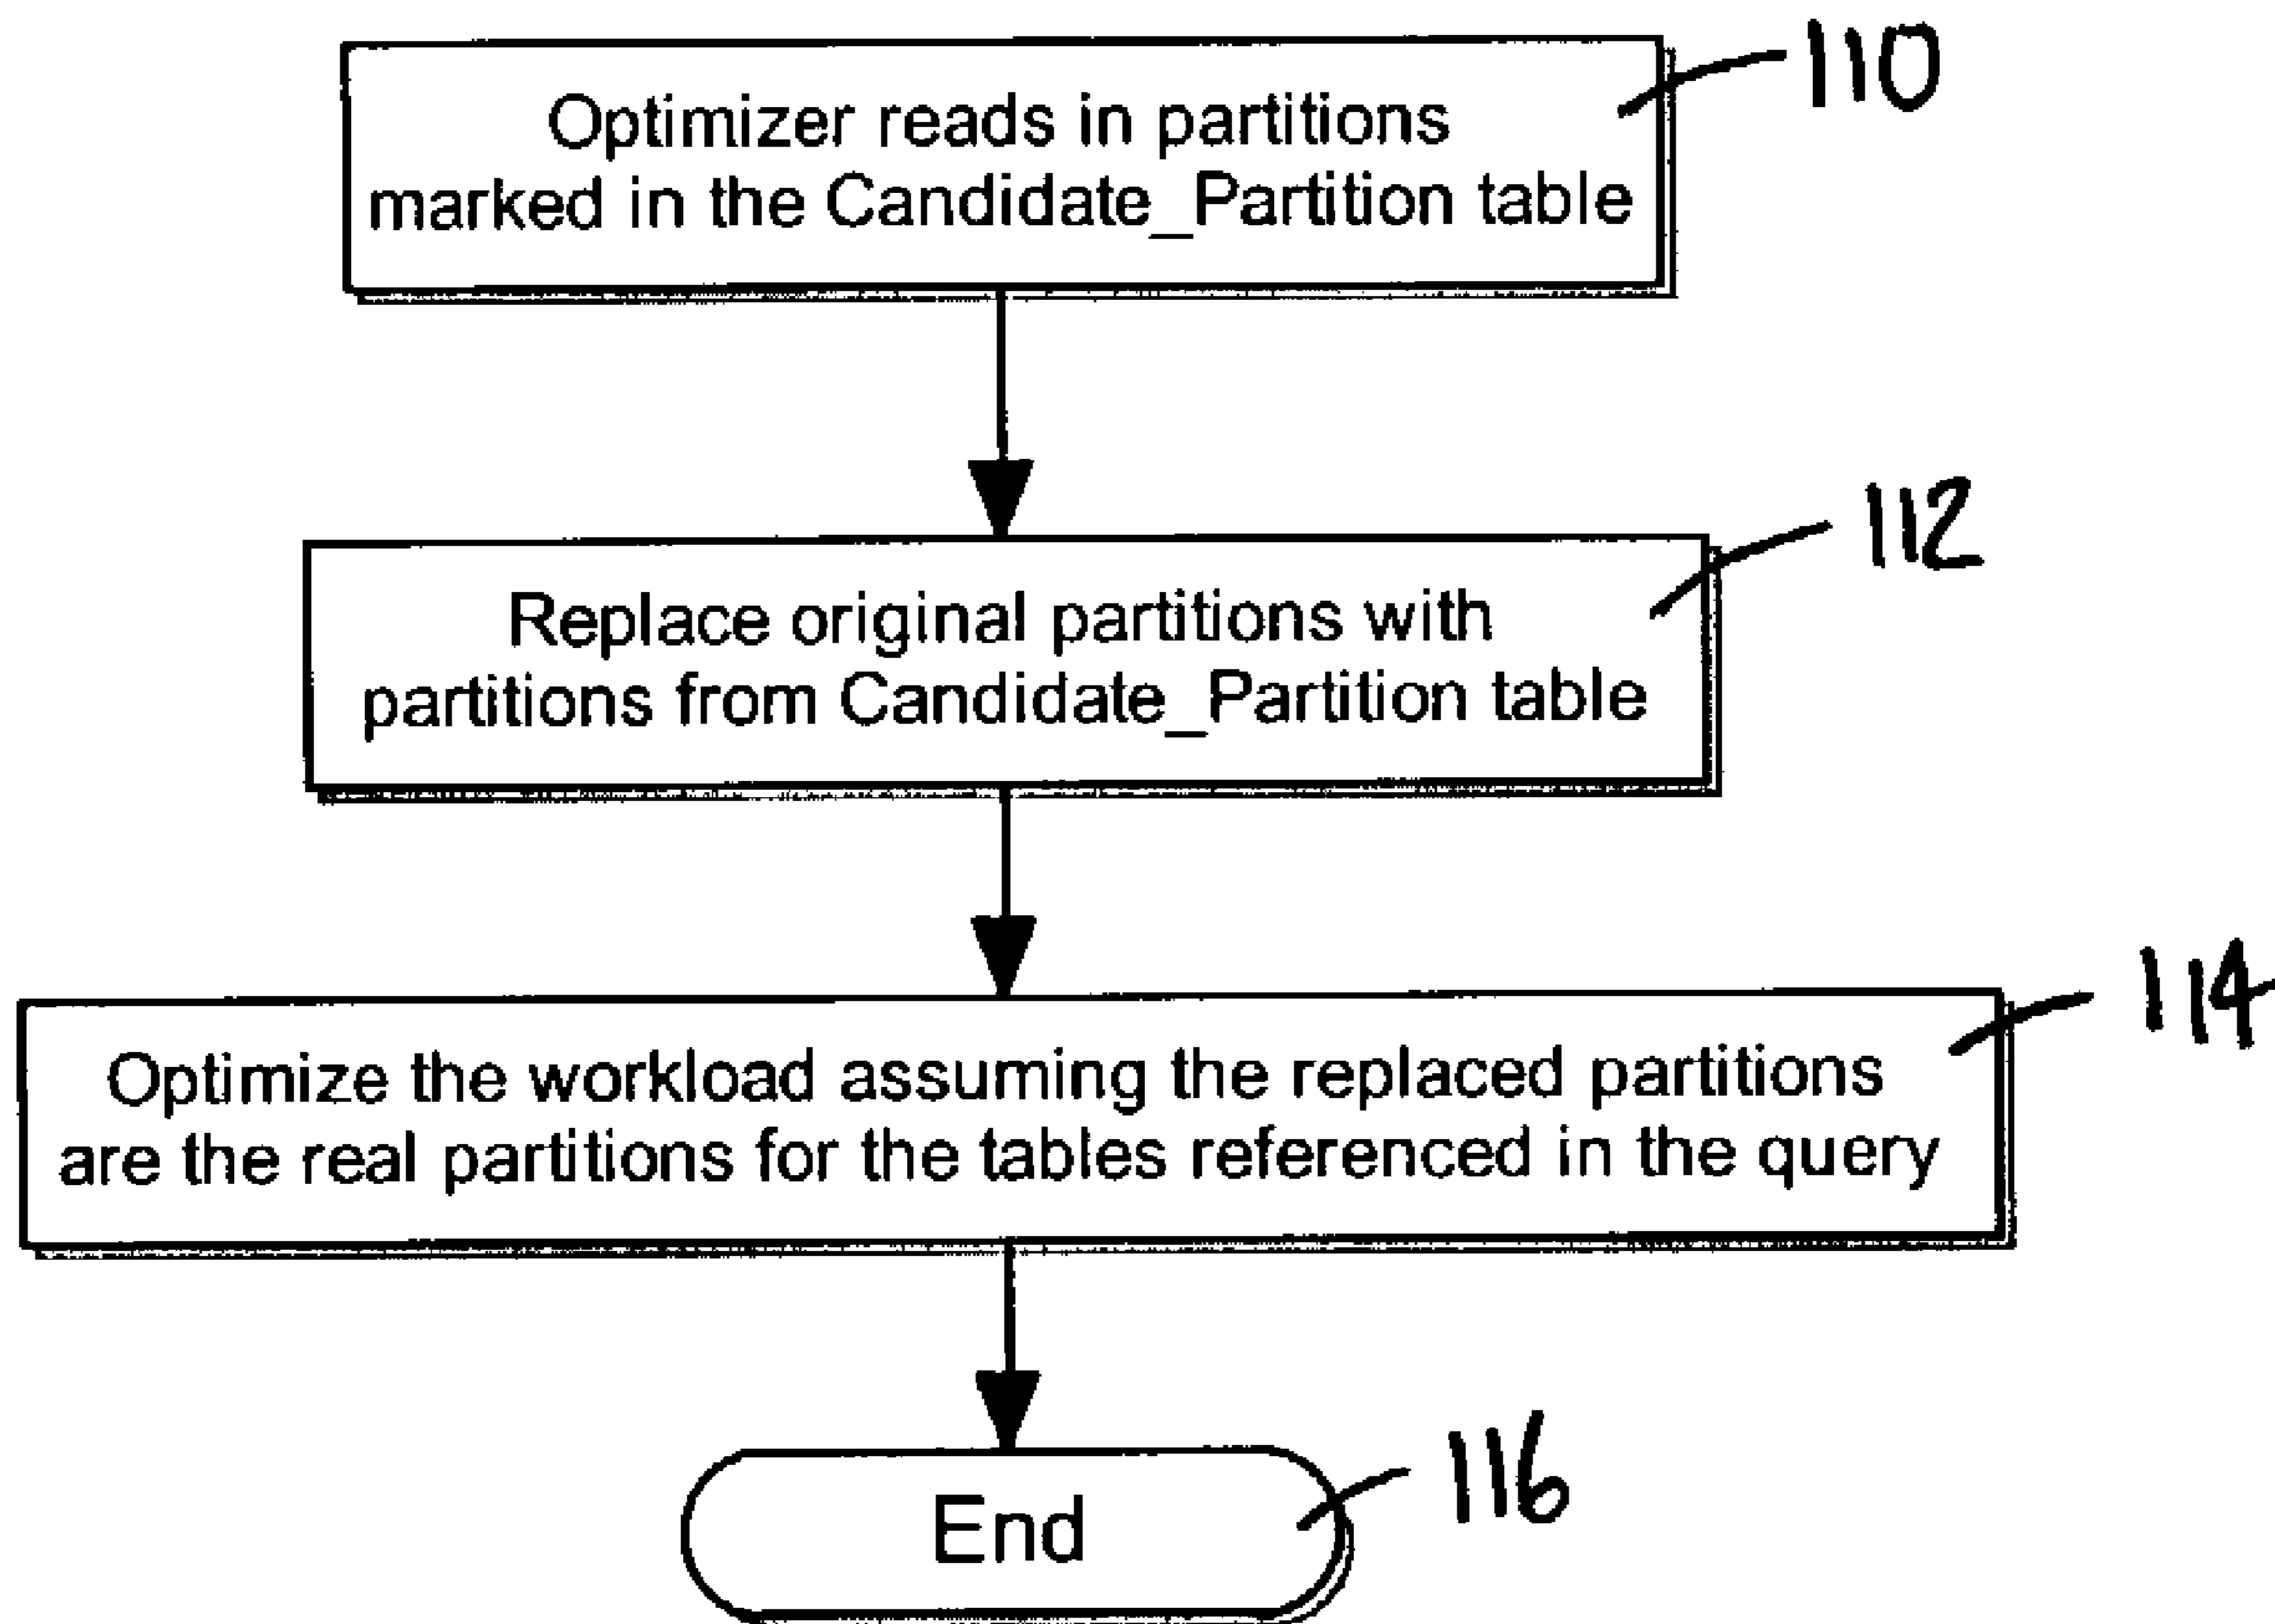 Optimizer reads in partitions
marked in the Candidate_Partition table
110
Replace original partitions with
partitions from Candidate_Partition table
112
Optimize the workload assuming the replaced partitions
are the real partitions for the tables referenced in the query
114
End
116